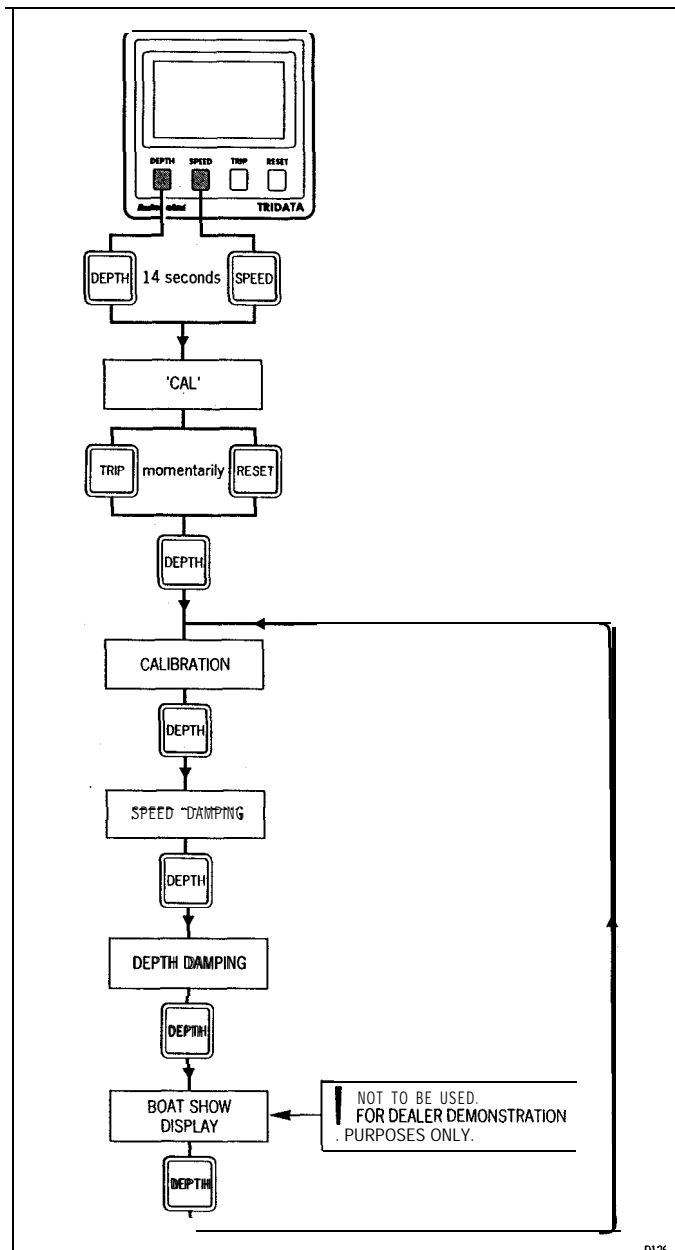 DEPTH SPEED TRIP RESET
TRIDATA
DEPTH 14 seconds SPEED
'CAL'
TRIP momentarily RESET
DEPTH
CALIBRATION
DEPTH
SPEED DAMPING
DEPTH
DEPTH DAMPING
DEPTH
BOAT SHOW
DISPLAY
! NOT TO BE USED.
FOR DEALER DEMONSTRATION
. PURPOSES ONLY.
DEPTH